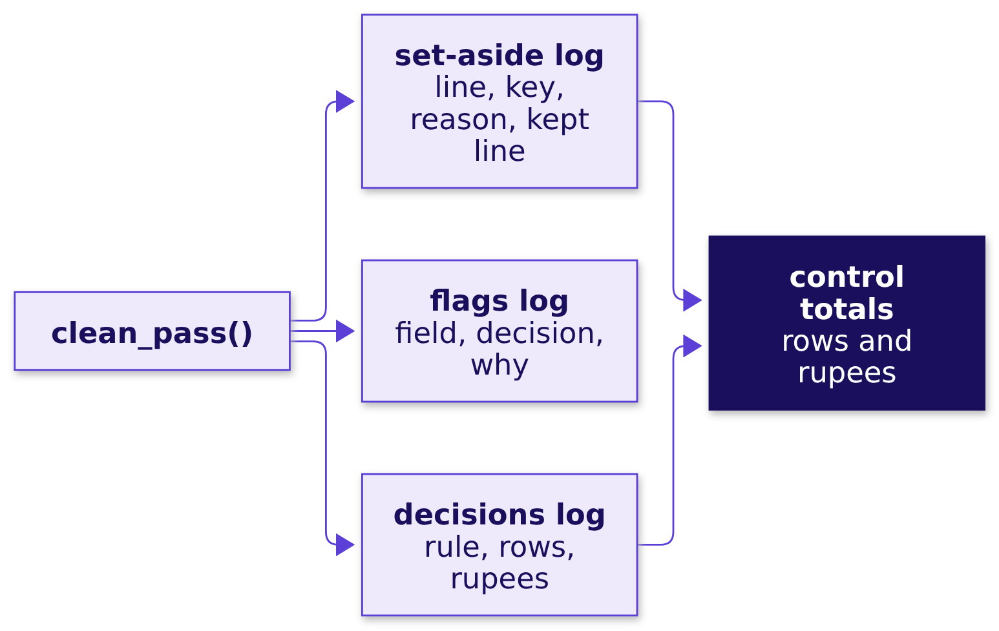 set-aside log
line, key,
reason, kept
line
clean_pass()
flags log
field, decision,
why
decisions log
rule, rows,
rupees
control
totals
rows and
rupees